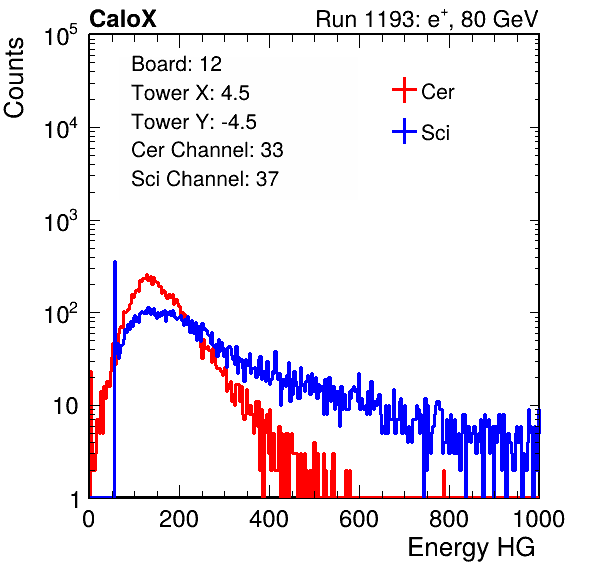 CaloX Run 1193: e⁺, 80 GeV
Counts
10⁵
10⁴
10³
10²
10
1
Board: 12
Tower X: 4.5
Tower Y: -4.5
Cer Channel: 33
Sci Channel: 37
Cer
Sci
0 200 400 600 800 1000
Energy HG